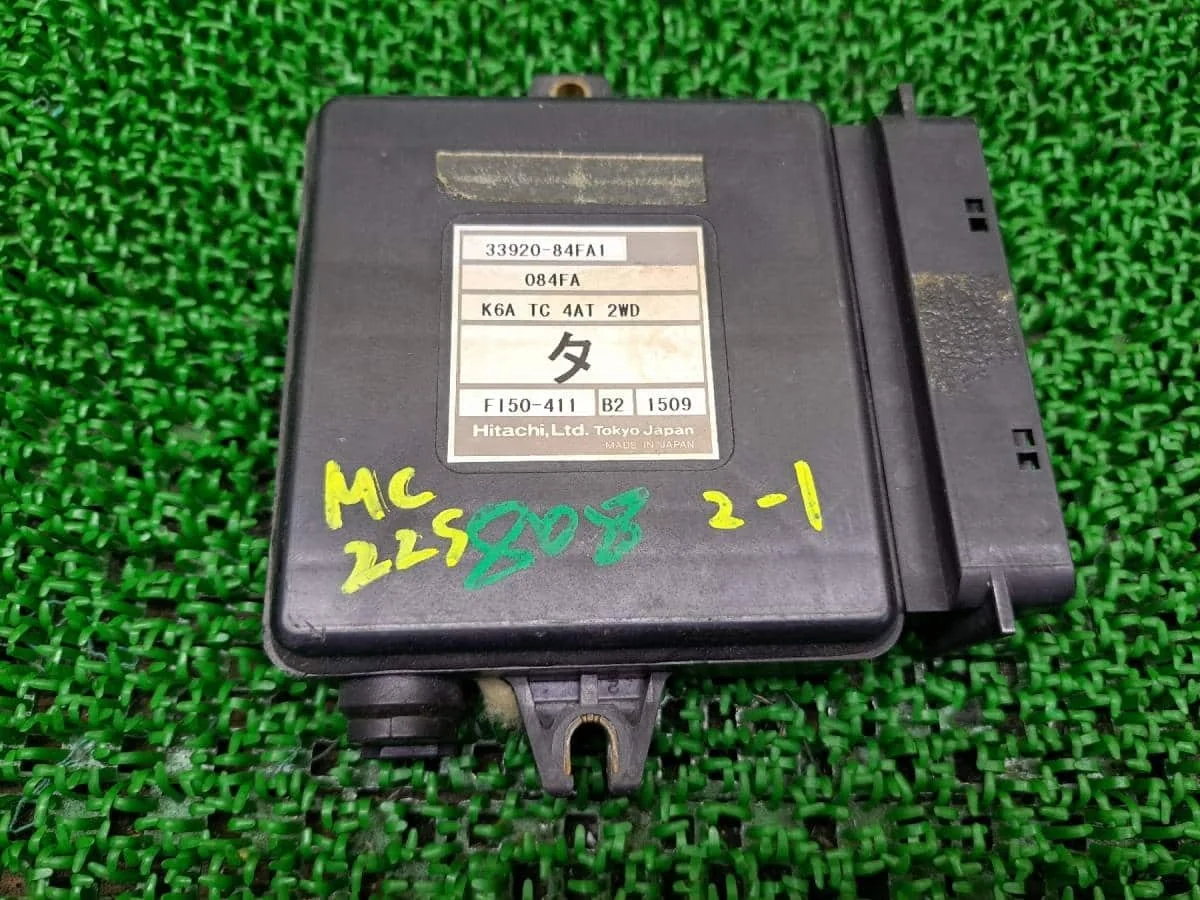 33920-84FA1
084FA
K6A TC 4AT 2WD
タ
FI50-411 B2 1509
Hitachi, Ltd. Tokyo Japan
MADE IN JAPAN
MC
22S 808 2-1